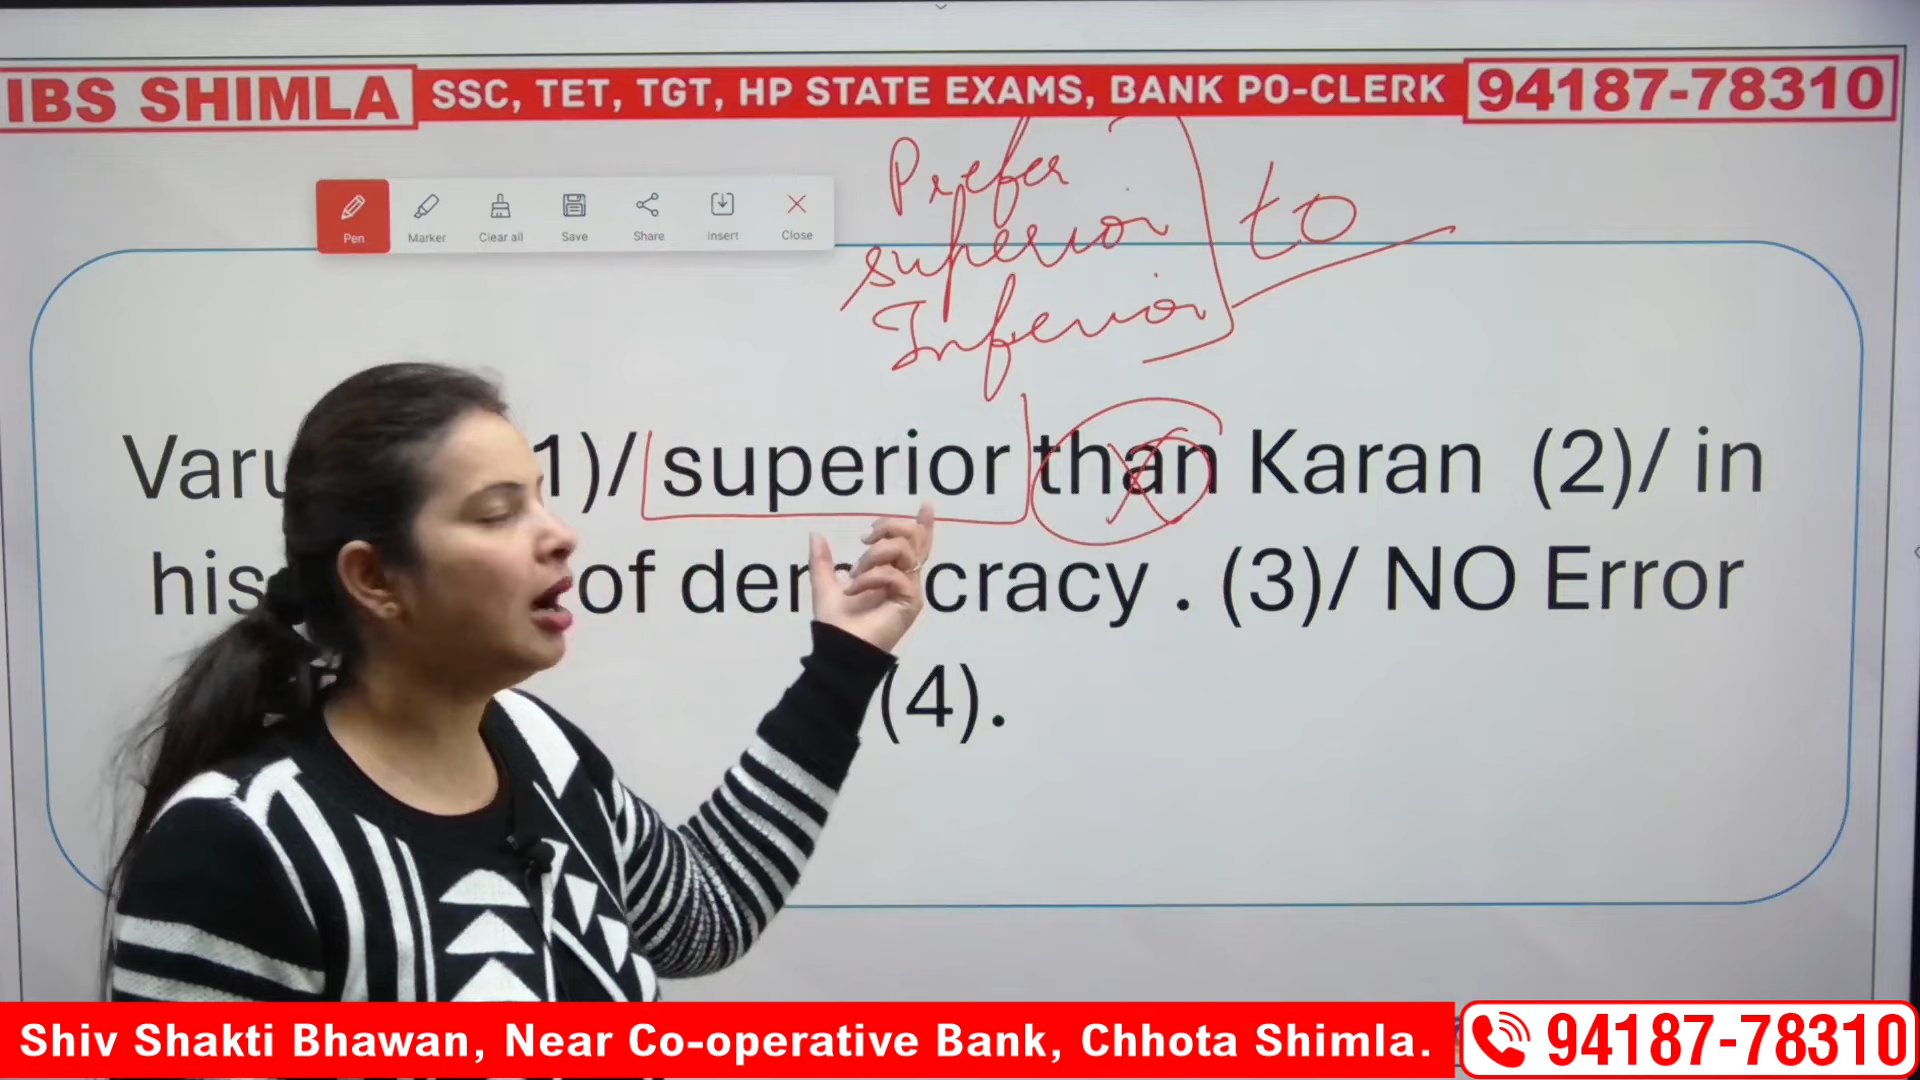 IBS SHIMLA SSC, TET, TGT, HP STATE EXAMS, BANK PO-CLERK 94187-78310
Prefer
superior
Inferior
to
Pen Marker Clear all Save Share Insert Close
1)/ superior than Karan (2)/ in
of cracy . (3)/ NO Error
(4).
Shiv Shakti Bhawan, Near Co-operative Bank, Chhota Shimla. 94187-78310